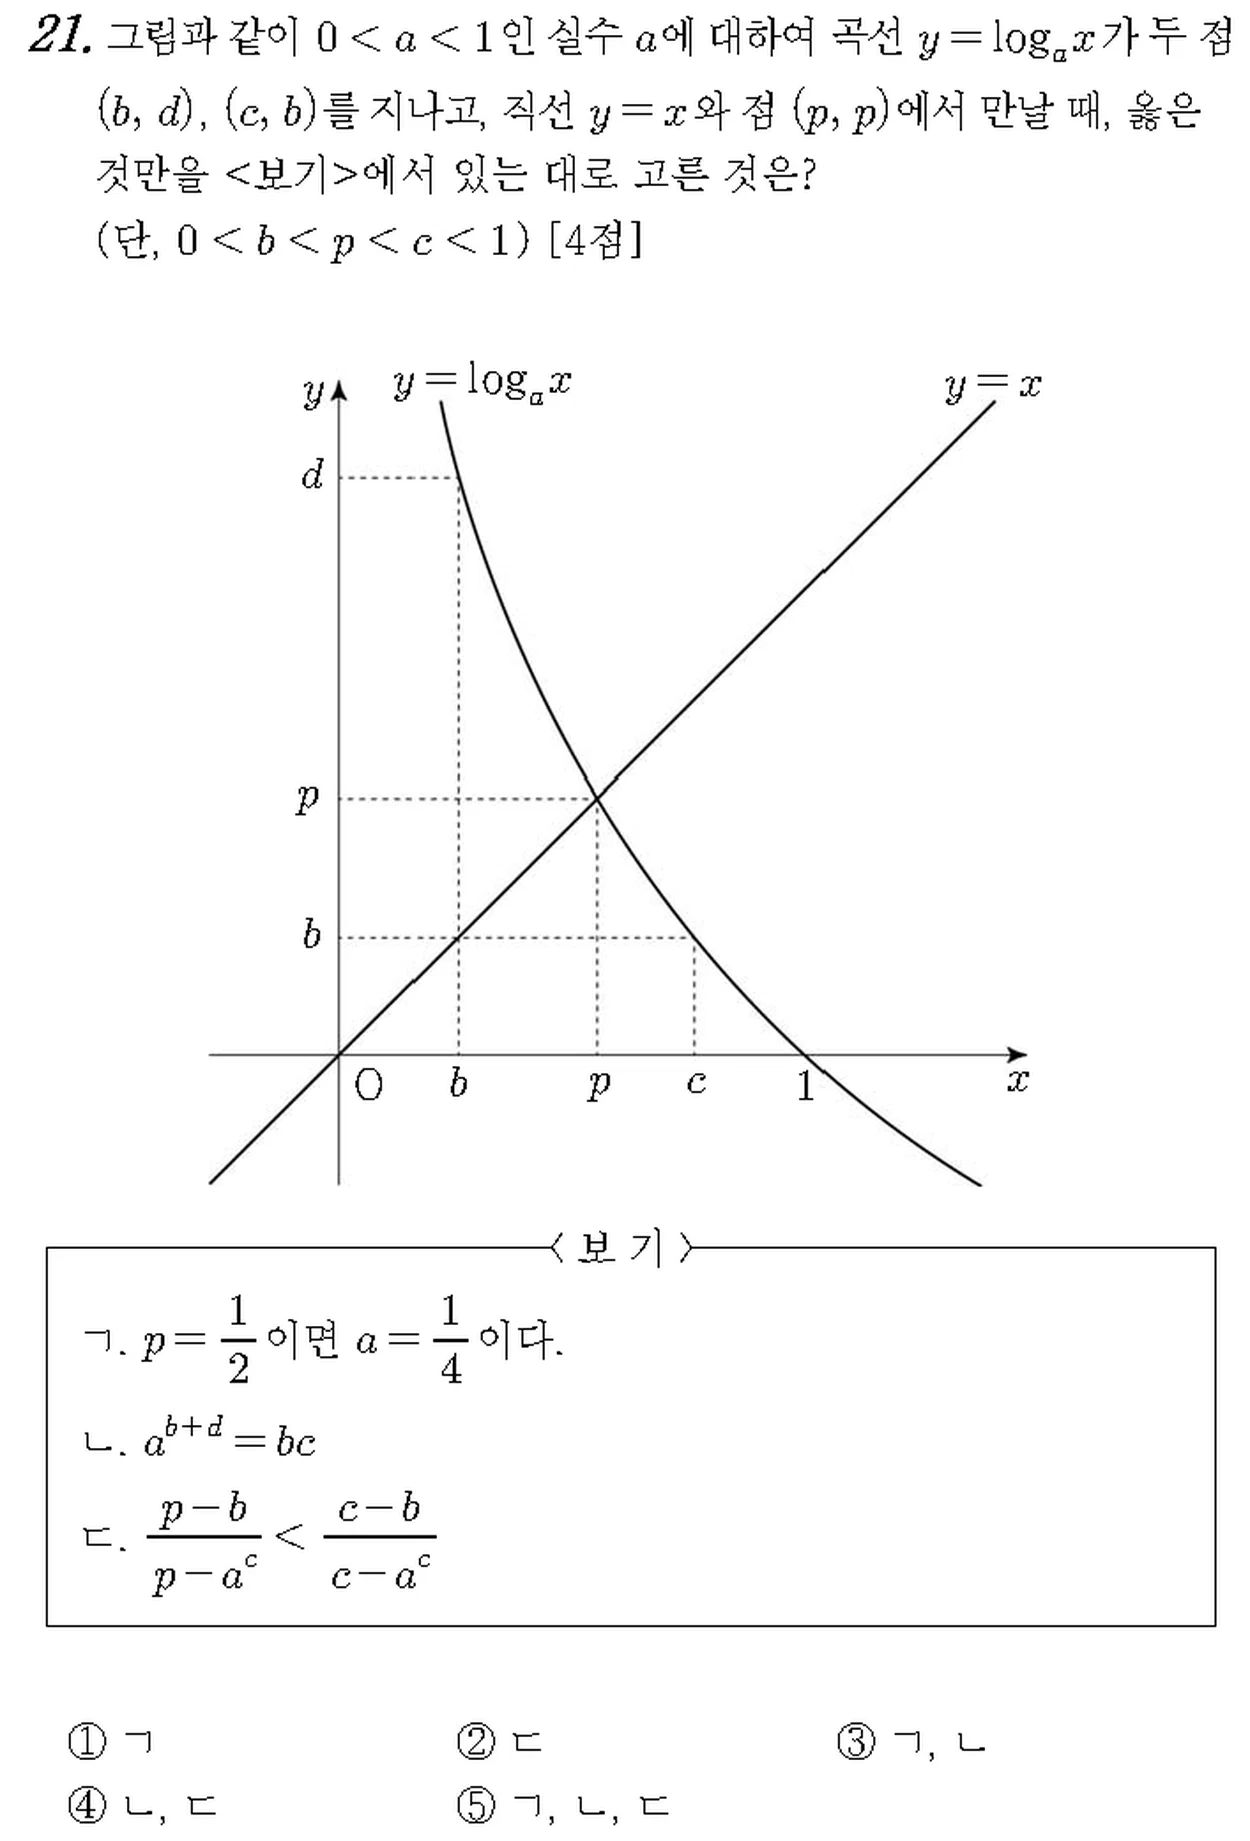 21. 그림과 같이 0 < a < 1인 실수 a에 대하여 곡선 y = logₐx가 두 점
(b, d), (c, b)를 지나고, 직선 y = x와 점 (p, p)에서 만날 때, 옳은
것만을 <보기>에서 있는 대로 고른 것은?
(단, 0 < b < p < c < 1) [4점]
y y = logₐx y = x
d
p
b
O b p c 1 x
<보 기>
ㄱ. p = 1/2 이면 a = 1/4 이다.
ㄴ. a^(b+d) = bc
ㄷ. (p − b)/(p − a^c) < (c − b)/(c − a^c)
① ㄱ ② ㄷ ③ ㄱ, ㄴ
④ ㄴ, ㄷ ⑤ ㄱ, ㄴ, ㄷ